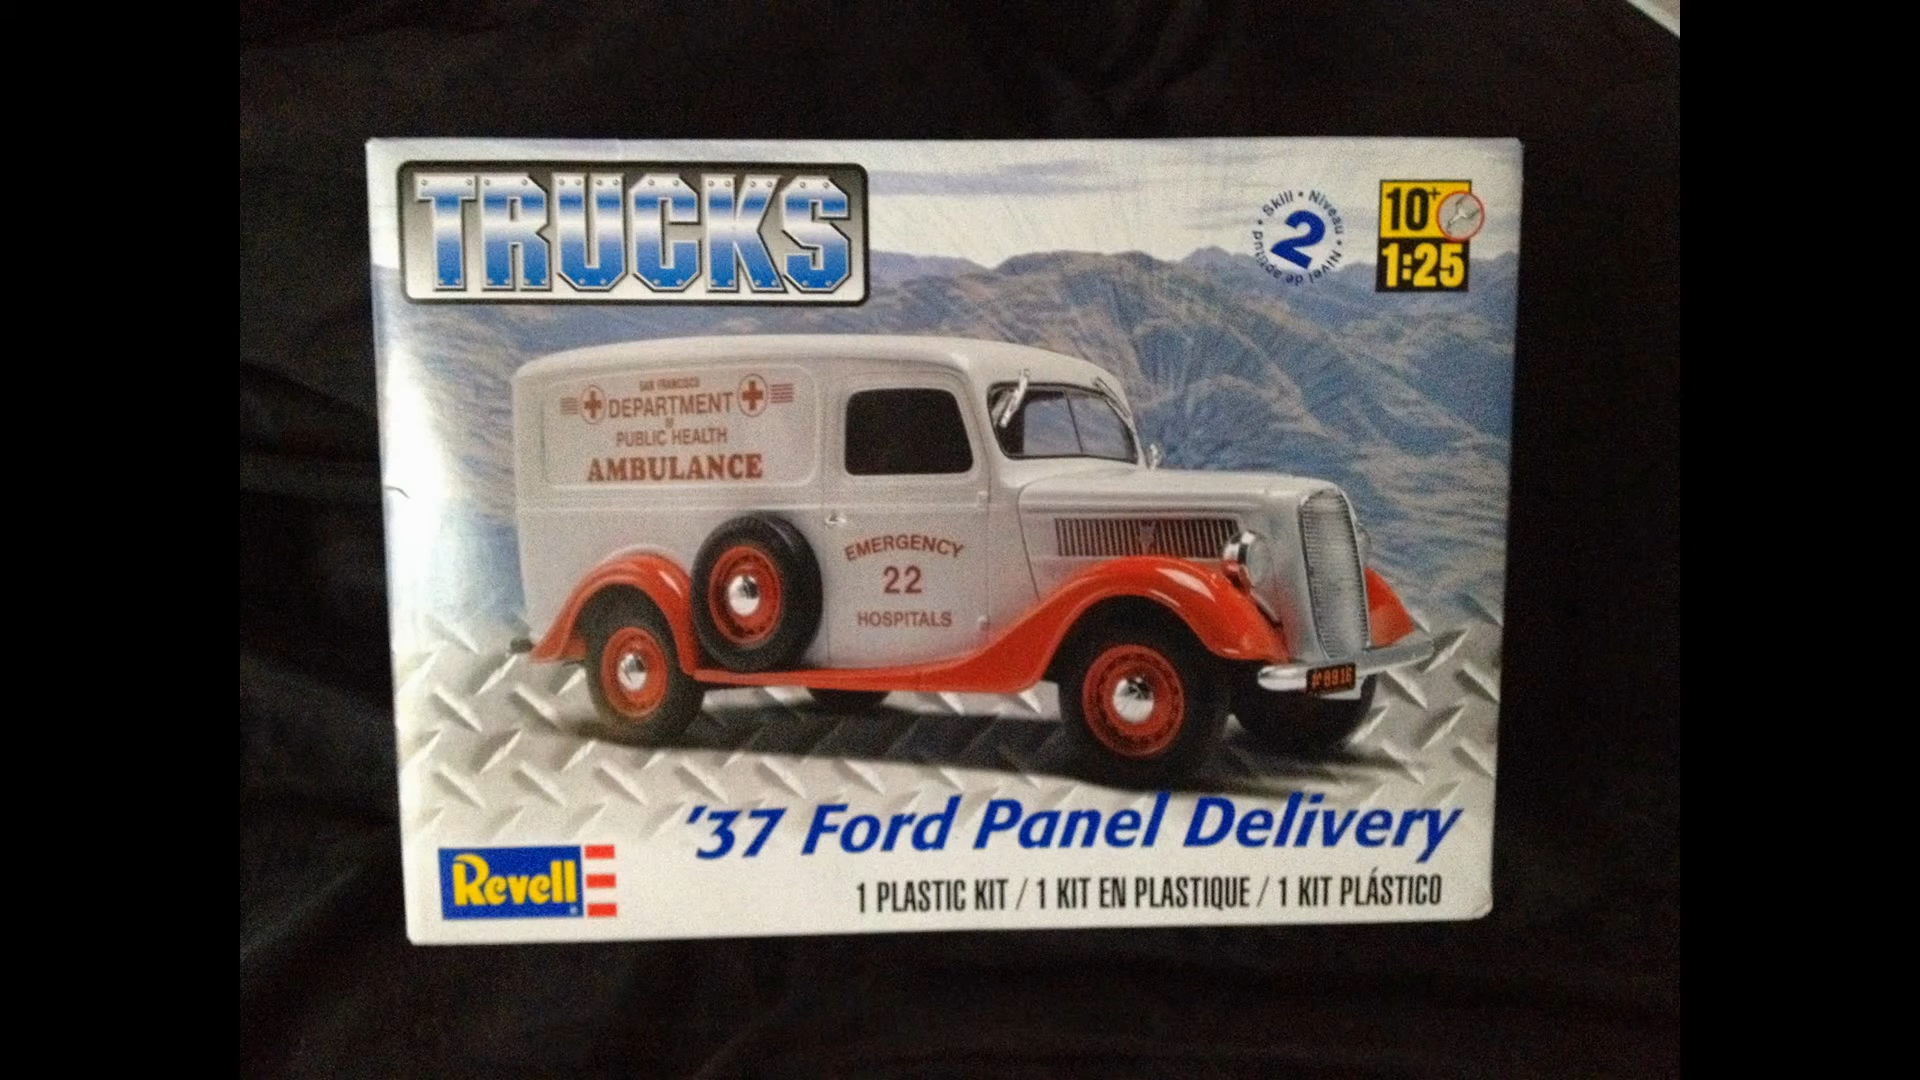 TRUCKS
Skill • Niveau • Nivel de aptitud •
2
10+
1:25
SAN FRANCISCO
DEPARTMENT
OF
PUBLIC HEALTH
AMBULANCE
EMERGENCY
22
HOSPITALS
'37 Ford Panel Delivery
Revell
1 PLASTIC KIT / 1 KIT EN PLASTIQUE / 1 KIT PLÁSTICO